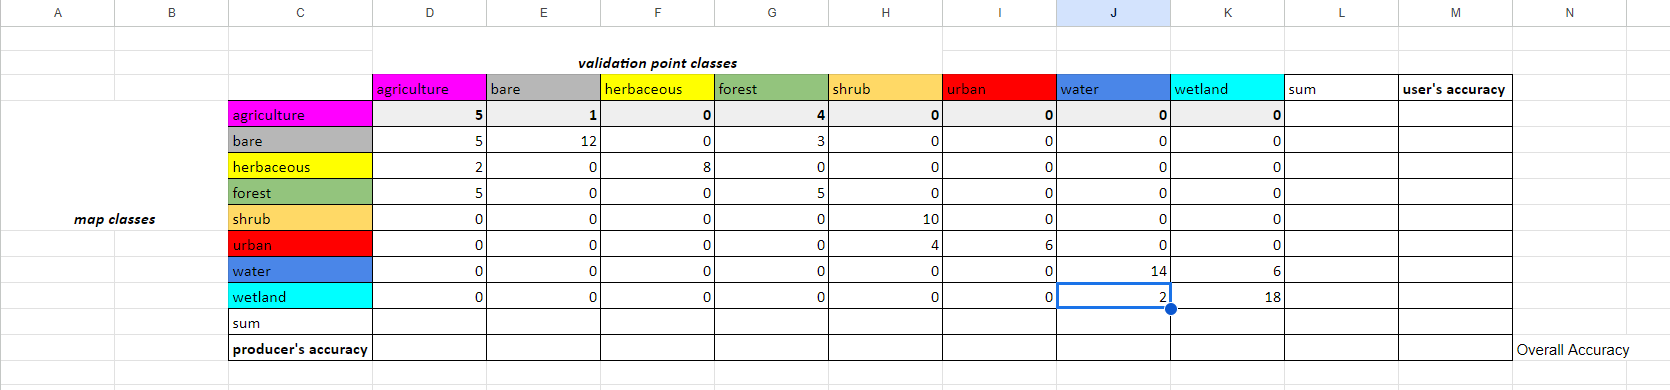 A B C D E F G H I J K L M N
validation point classes
agriculture bare herbaceous forest shrub urban water wetland sum user's accuracy
agriculture 5 1 0 4 0 0 0 0
bare 5 12 0 3 0 0 0 0
herbaceous 2 0 8 0 0 0 0 0
forest 5 0 0 5 0 0 0 0
map classes shrub 0 0 0 0 10 0 0 0
urban 0 0 0 0 4 6 0 0
water 0 0 0 0 0 0 14 6
wetland 0 0 0 0 0 0 2 18
sum
producer's accuracy Overall Accuracy